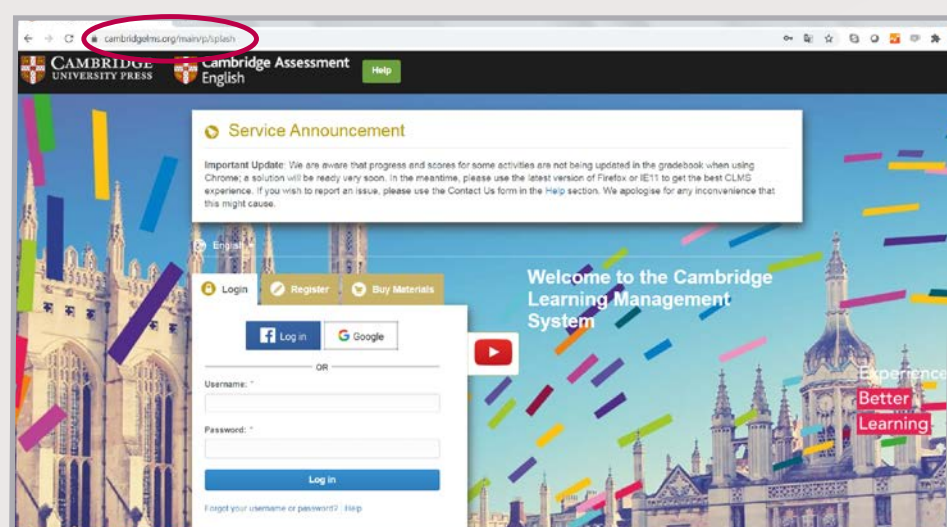 cambridgelms.org/main/p/splash
CAMBRIDGE
UNIVERSITY PRESS
Cambridge Assessment
English
Help
Service Announcement
Important Update: We are aware that progress and scores for some activities are not being updated in the gradebook when using
Chrome; a solution will be ready very soon. In the meantime, please use the latest version of Firefox or IE11 to get the best CLMS
experience. If you wish to report an issue, please use the Contact Us form in the Help section. We apologise for any inconvenience that
this might cause.
English
Login
Register
Buy Materials
Log in
Google
OR
Username: *
Password: *
Log in
Forgot your username or password? Help
Welcome to the Cambridge
Learning Management
System
Experience
Better
Learning